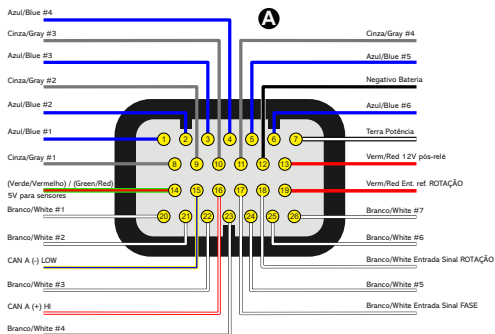 Azul/Blue #4
A
Cinza/Gray #3
Cinza/Gray #4
Azul/Blue #3
Azul/Blue #5
Cinza/Gray #2
Negativo Bateria
Azul/Blue #2
Azul/Blue #6
Azul/Blue #1
1 2 3 4 5 6 7
Terra Potência
Cinza/Gray #1
8 9 10 11 12 13
Verm/Red 12V pós-relè
(Verde/Vermelho) / (Green/Red)
5V para sensores
14 15 16 17 18 19
Verm/Red Ent. ref. ROTAÇÃO
Branco/White #1
20 21 22 23 24 25 26
Branco/White #7
Branco/White #2
Branco/White #6
CAN A (-) LOW
Branco/White Entrada Sinal ROTAÇÃO
Branco/White #3
Branco/White #5
CAN A (+) HI
Branco/White Entrada Sinal FASE
Branco/White #4